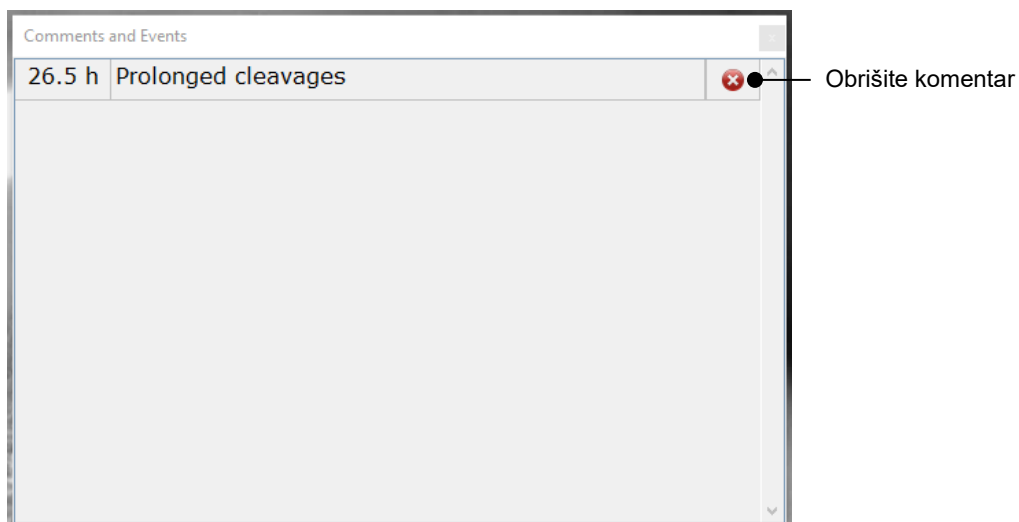 Comments and Events
26.5 h Prolonged cleavages
Obrišite komentar